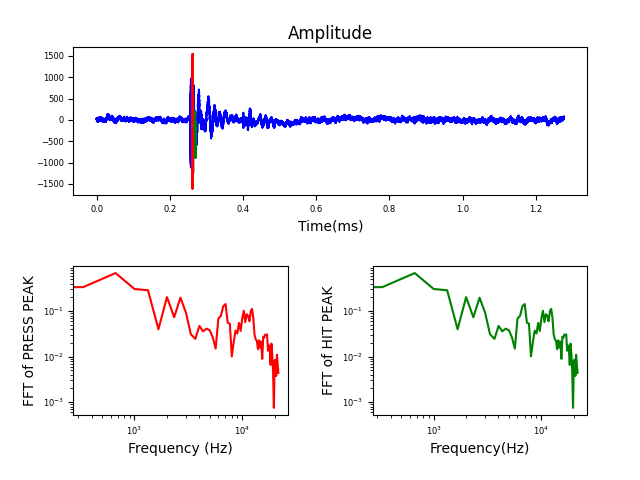 Amplitude
1500
1000
500
0
−500
−1000
−1500
0.0 0.2 0.4 0.6 0.8 1.0 1.2
Time(ms)
FFT of PRESS PEAK
10⁻¹
10⁻²
10⁻³
10³ 10⁴
Frequency (Hz)
FFT of HIT PEAK
10⁻¹
10⁻²
10⁻³
10³ 10⁴
Frequency(Hz)